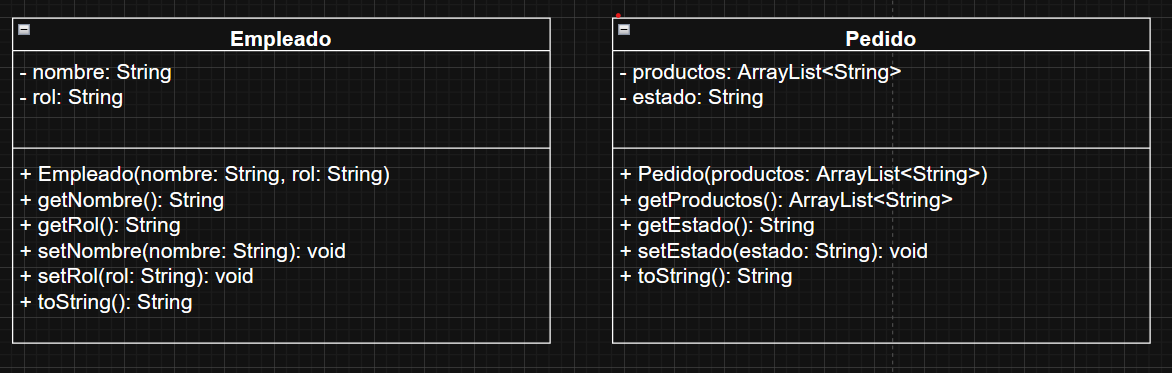 Empleado
- nombre: String
- rol: String
+ Empleado(nombre: String, rol: String)
+ getNombre(): String
+ getRol(): String
+ setNombre(nombre: String): void
+ setRol(rol: String): void
+ toString(): String
Pedido
- productos: ArrayList<String>
- estado: String
+ Pedido(productos: ArrayList<String>)
+ getProductos(): ArrayList<String>
+ getEstado(): String
+ setEstado(estado: String): void
+ toString(): String